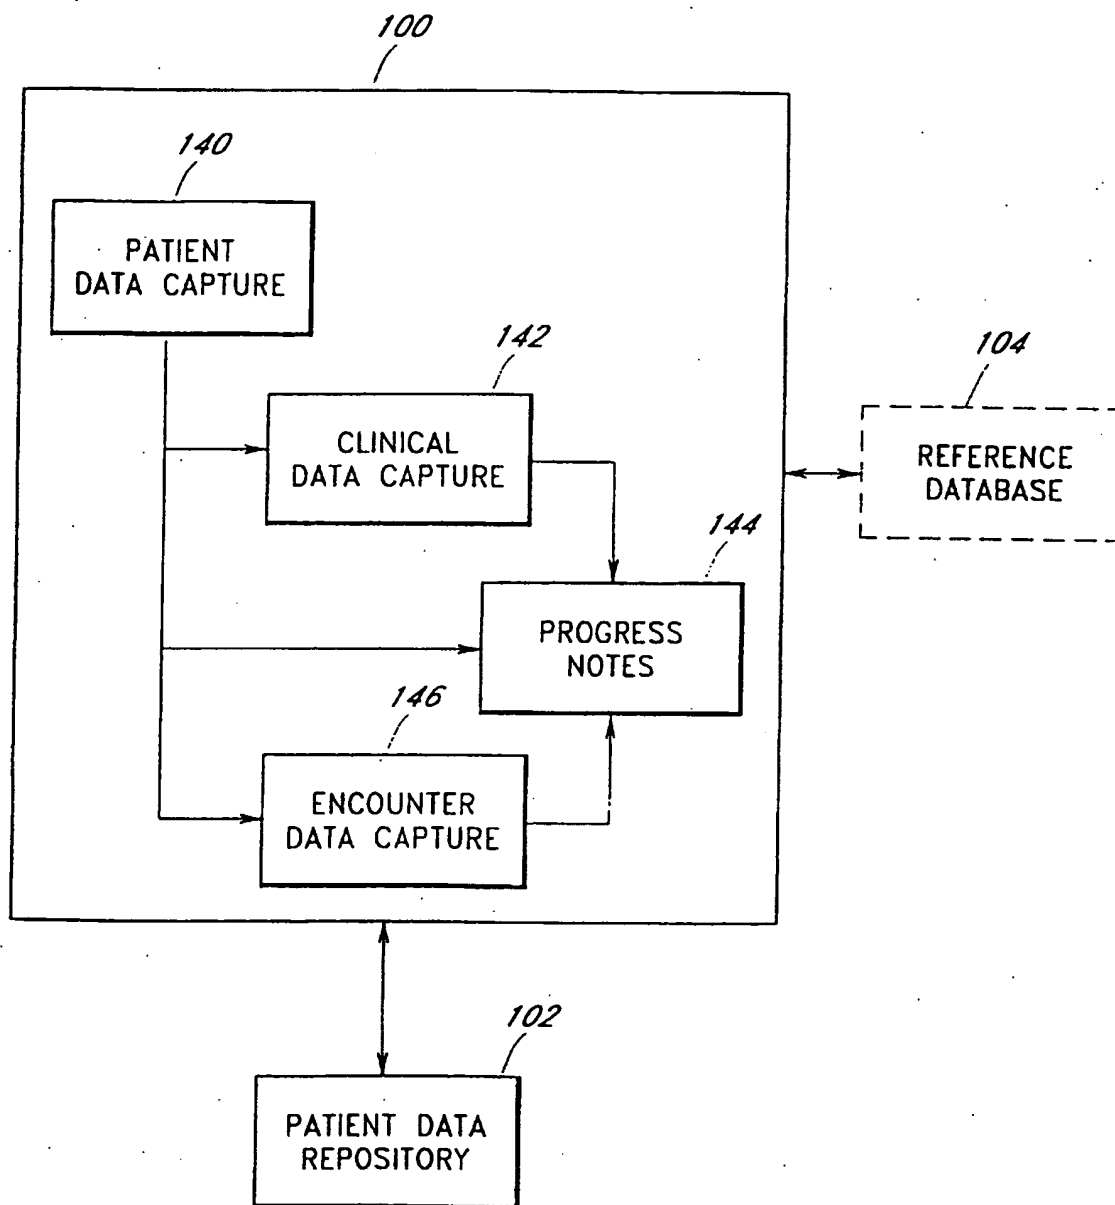 100
140
PATIENT
DATA CAPTURE
142
CLINICAL
DATA CAPTURE
104
REFERENCE
DATABASE
144
PROGRESS
NOTES
146
ENCOUNTER
DATA CAPTURE
102
PATIENT DATA
REPOSITORY